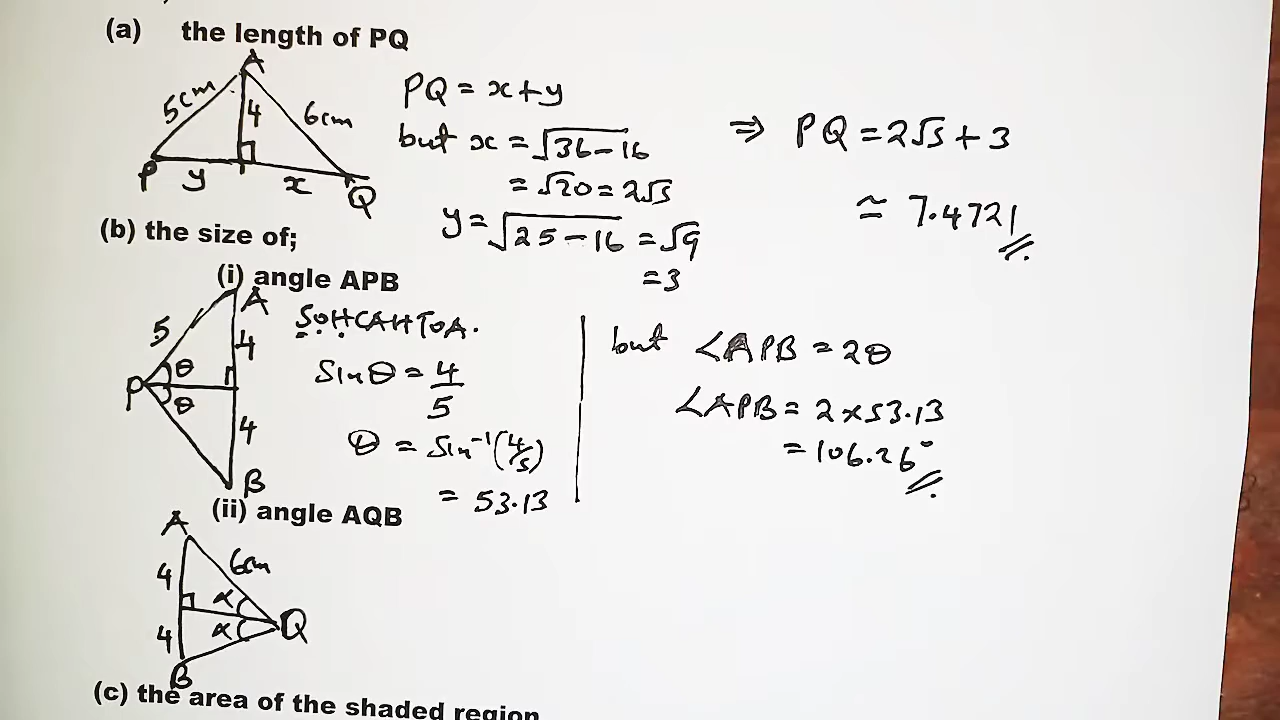 (a) the length of PQ
A
5cm 4 6cm
P y x Q
PQ = x+y
but x = √36-16
= √20 = 2√5
y = √25-16 = √9
= 3
⇒ PQ = 2√5 + 3
≈ 7.4721
(b) the size of;
(i) angle APB
A
5 4
P θ
θ
4
B
SOHCAHTOA.
Sinθ = 4/5
θ = Sin⁻¹(4/5)
= 53.13
but ∠APB = 2θ
∠APB = 2×53.13
= 106.26°
(ii) angle AQB
A
4 6cm
α
4 α Q
B
(c) the area of the shaded region